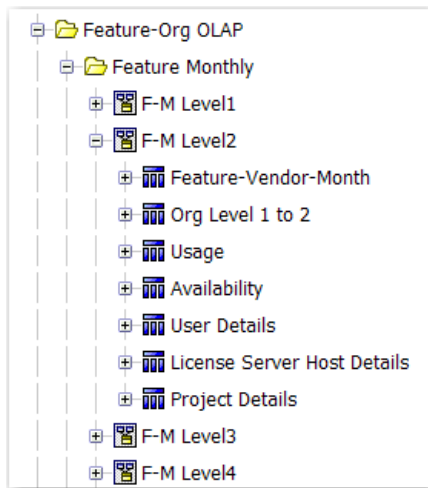 Feature-Org OLAP
Feature Monthly
F-M Level1
F-M Level2
Feature-Vendor-Month
Org Level 1 to 2
Usage
Availability
User Details
License Server Host Details
Project Details
F-M Level3
F-M Level4